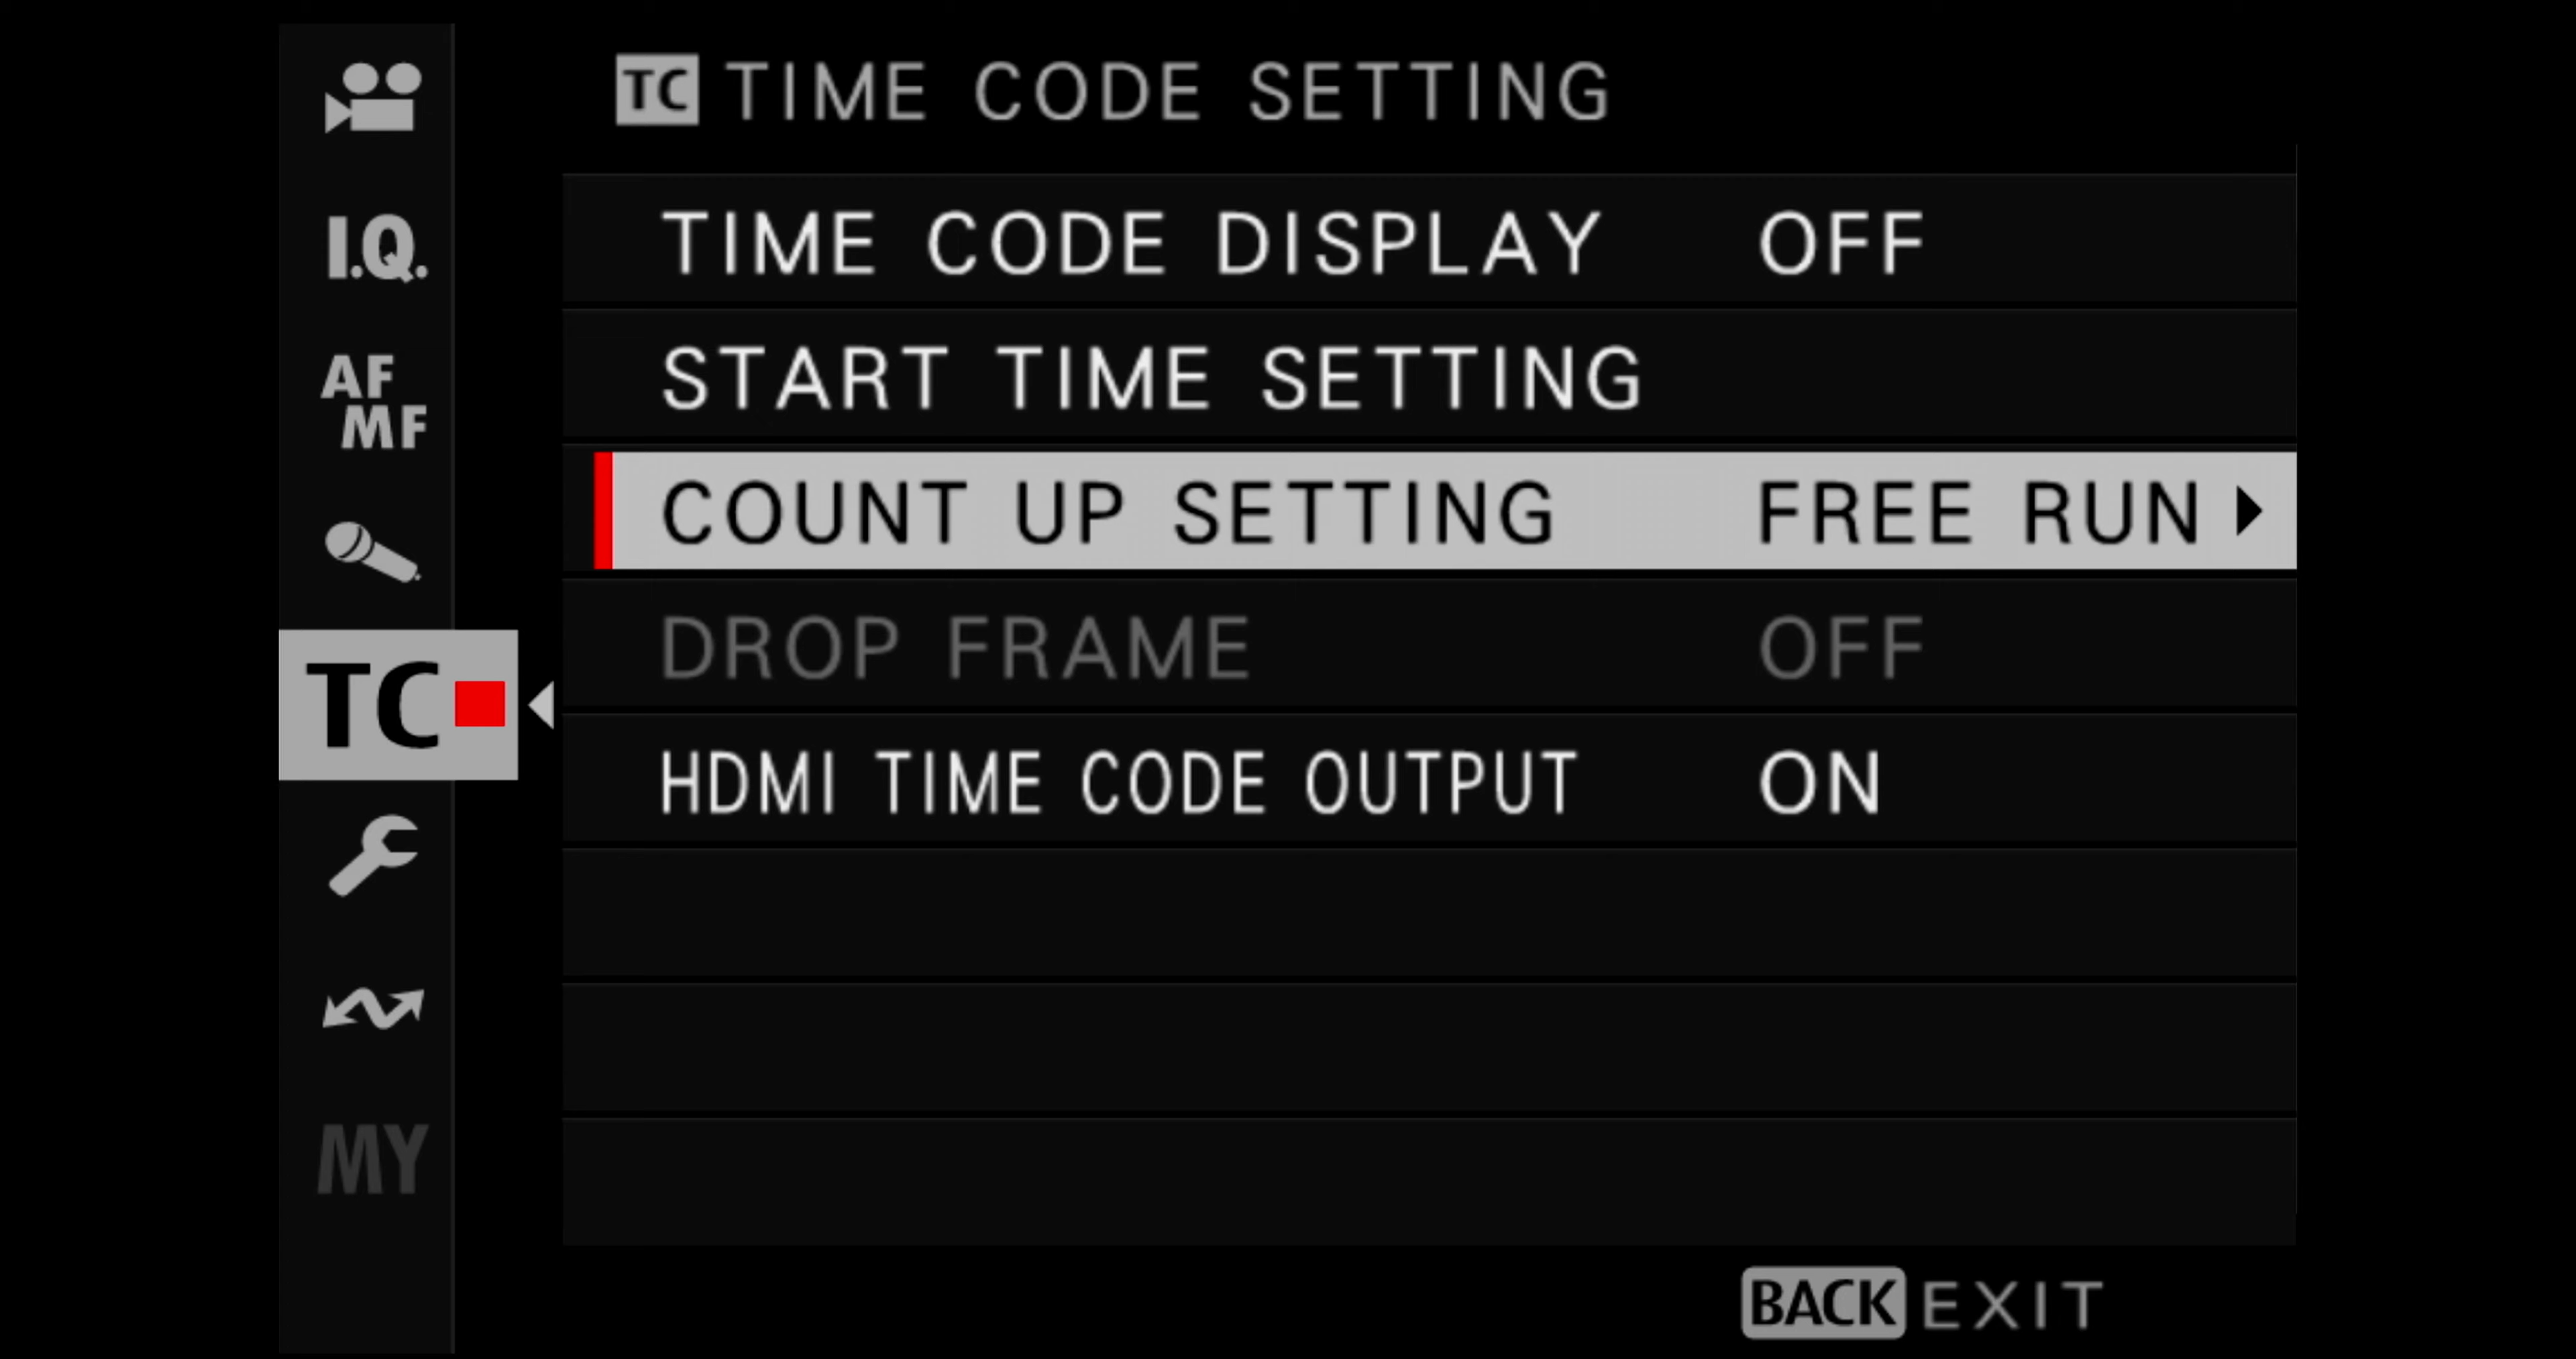 TC TIME CODE SETTING
I.Q.
AF
MF
TC
MY
TIME CODE DISPLAY OFF
START TIME SETTING
COUNT UP SETTING FREE RUN
DROP FRAME OFF
HDMI TIME CODE OUTPUT ON
BACK EXIT